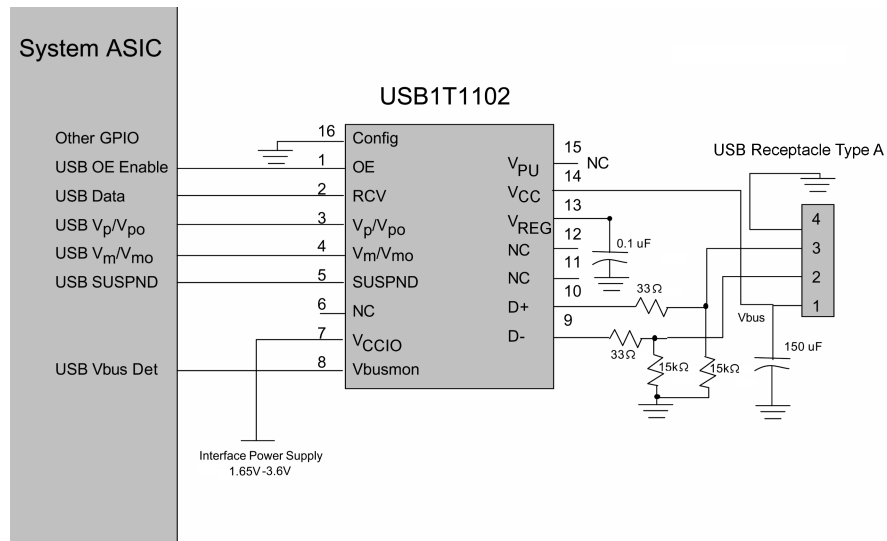 System ASIC
USB1T1102
Other GPIO
16
Config
USB OE Enable
1
OE
USB Data
2
RCV
USB Vp/Vpo
3
Vp/Vpo
USB Vm/Vmo
4
Vm/Vmo
USB SUSPND
5
SUSPND
6
NC
7
VCCIO
USB Vbus Det
8
Vbusmon
Interface Power Supply
1.65V-3.6V
15
VPU
NC
14
VCC
13
VREG
0.1 uF
12
NC
11
NC
10
D+
33Ω
9
D-
33Ω
15kΩ
15kΩ
USB Receptacle Type A
4
3
2
1
Vbus
150 uF